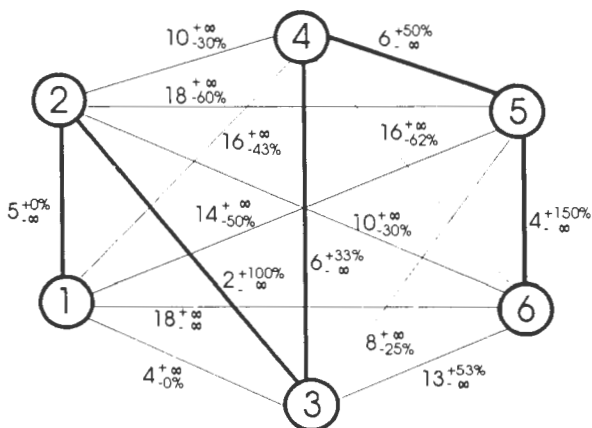 4
10 +∞ -30%
6 +50% -∞
2
18 +∞ -60%
5
16 +∞ -43%
16 +∞ -62%
5 +0% -∞
14 +∞ -50%
10 +∞ -30%
4 +150% -∞
2 +100% -∞
6 +33% -∞
1
6
18 +∞ -∞
8 +∞ -25%
4 +∞ -0%
13 +53% -∞
3